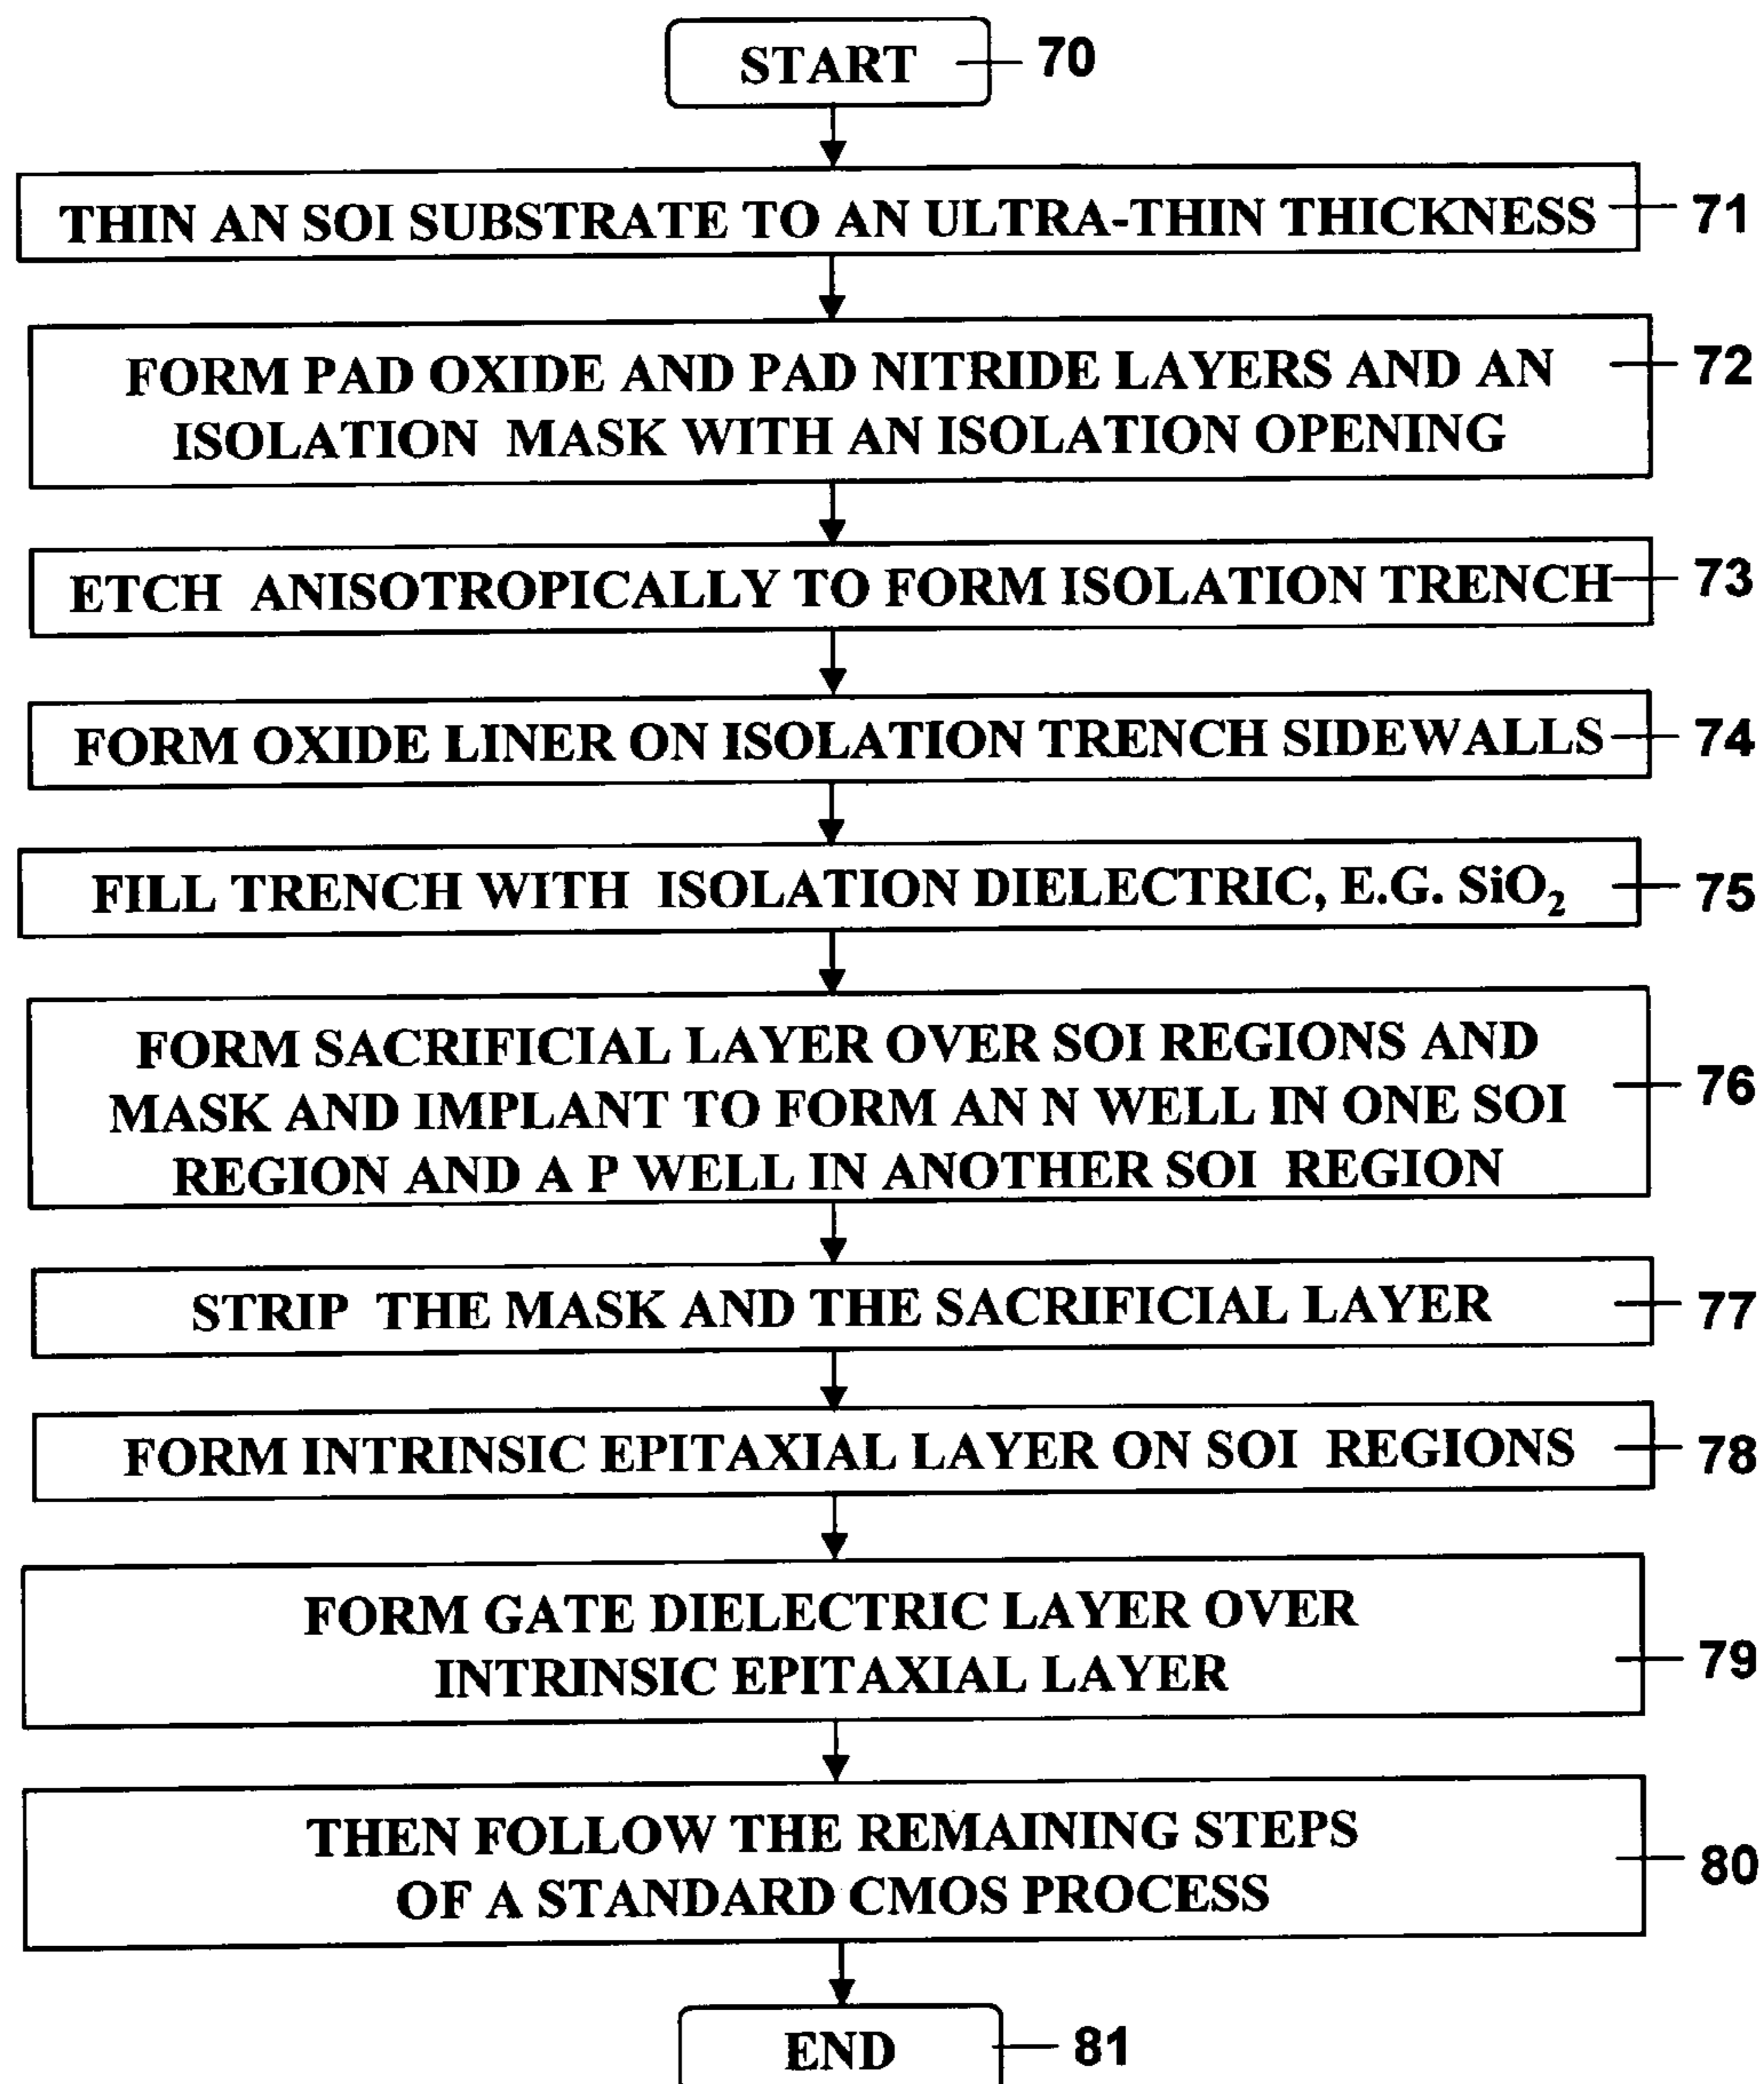 START 70
THIN AN SOI SUBSTRATE TO AN ULTRA-THIN THICKNESS 71
FORM PAD OXIDE AND PAD NITRIDE LAYERS AND AN 72
ISOLATION MASK WITH AN ISOLATION OPENING
ETCH ANISOTROPICALLY TO FORM ISOLATION TRENCH 73
FORM OXIDE LINER ON ISOLATION TRENCH SIDEWALLS 74
FILL TRENCH WITH ISOLATION DIELECTRIC, E.G. SiO₂ 75
FORM SACRIFICIAL LAYER OVER SOI REGIONS AND
MASK AND IMPLANT TO FORM AN N WELL IN ONE SOI 76
REGION AND A P WELL IN ANOTHER SOI REGION
STRIP THE MASK AND THE SACRIFICIAL LAYER 77
FORM INTRINSIC EPITAXIAL LAYER ON SOI REGIONS 78
FORM GATE DIELECTRIC LAYER OVER
INTRINSIC EPITAXIAL LAYER 79
THEN FOLLOW THE REMAINING STEPS
OF A STANDARD CMOS PROCESS 80
END 81